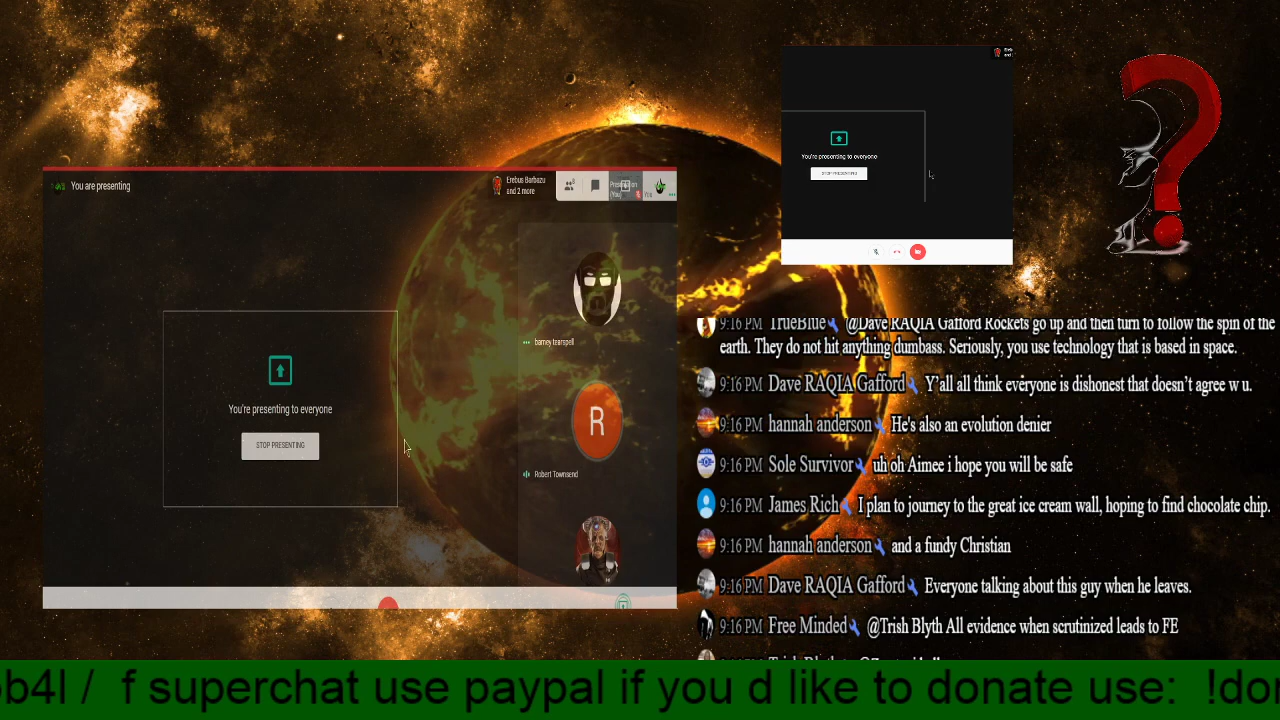 You are presenting
Erebus Barbazu
and 2 more
You
You're presenting to everyone
STOP PRESENTING
barney tearspell
R
Robert Townsend
You're presenting to everyone
STOP PRESENTING
9:16 PM TrueBlue @Dave RAQIA Gafford Rockets go up and then turn to follow the spin of the
earth. They do not hit anything dumbass. Seriously, you use technology that is based in space.
9:16 PM Dave RAQIA Gafford Y'all all think everyone is dishonest that doesn't agree w u.
9:16 PM hannah anderson He's also an evolution denier
9:16 PM Sole Survivor uh oh Aimee i hope you will be safe
9:16 PM James Rich I plan to journey to the great ice cream wall, hoping to find chocolate chip.
9:16 PM hannah anderson and a fundy Christian
9:16 PM Dave RAQIA Gafford Everyone talking about this guy when he leaves.
9:16 PM Free Minded @Trish Blyth All evidence when scrutinized leads to FE
b4l / f superchat use paypal if you d like to donate use: !do